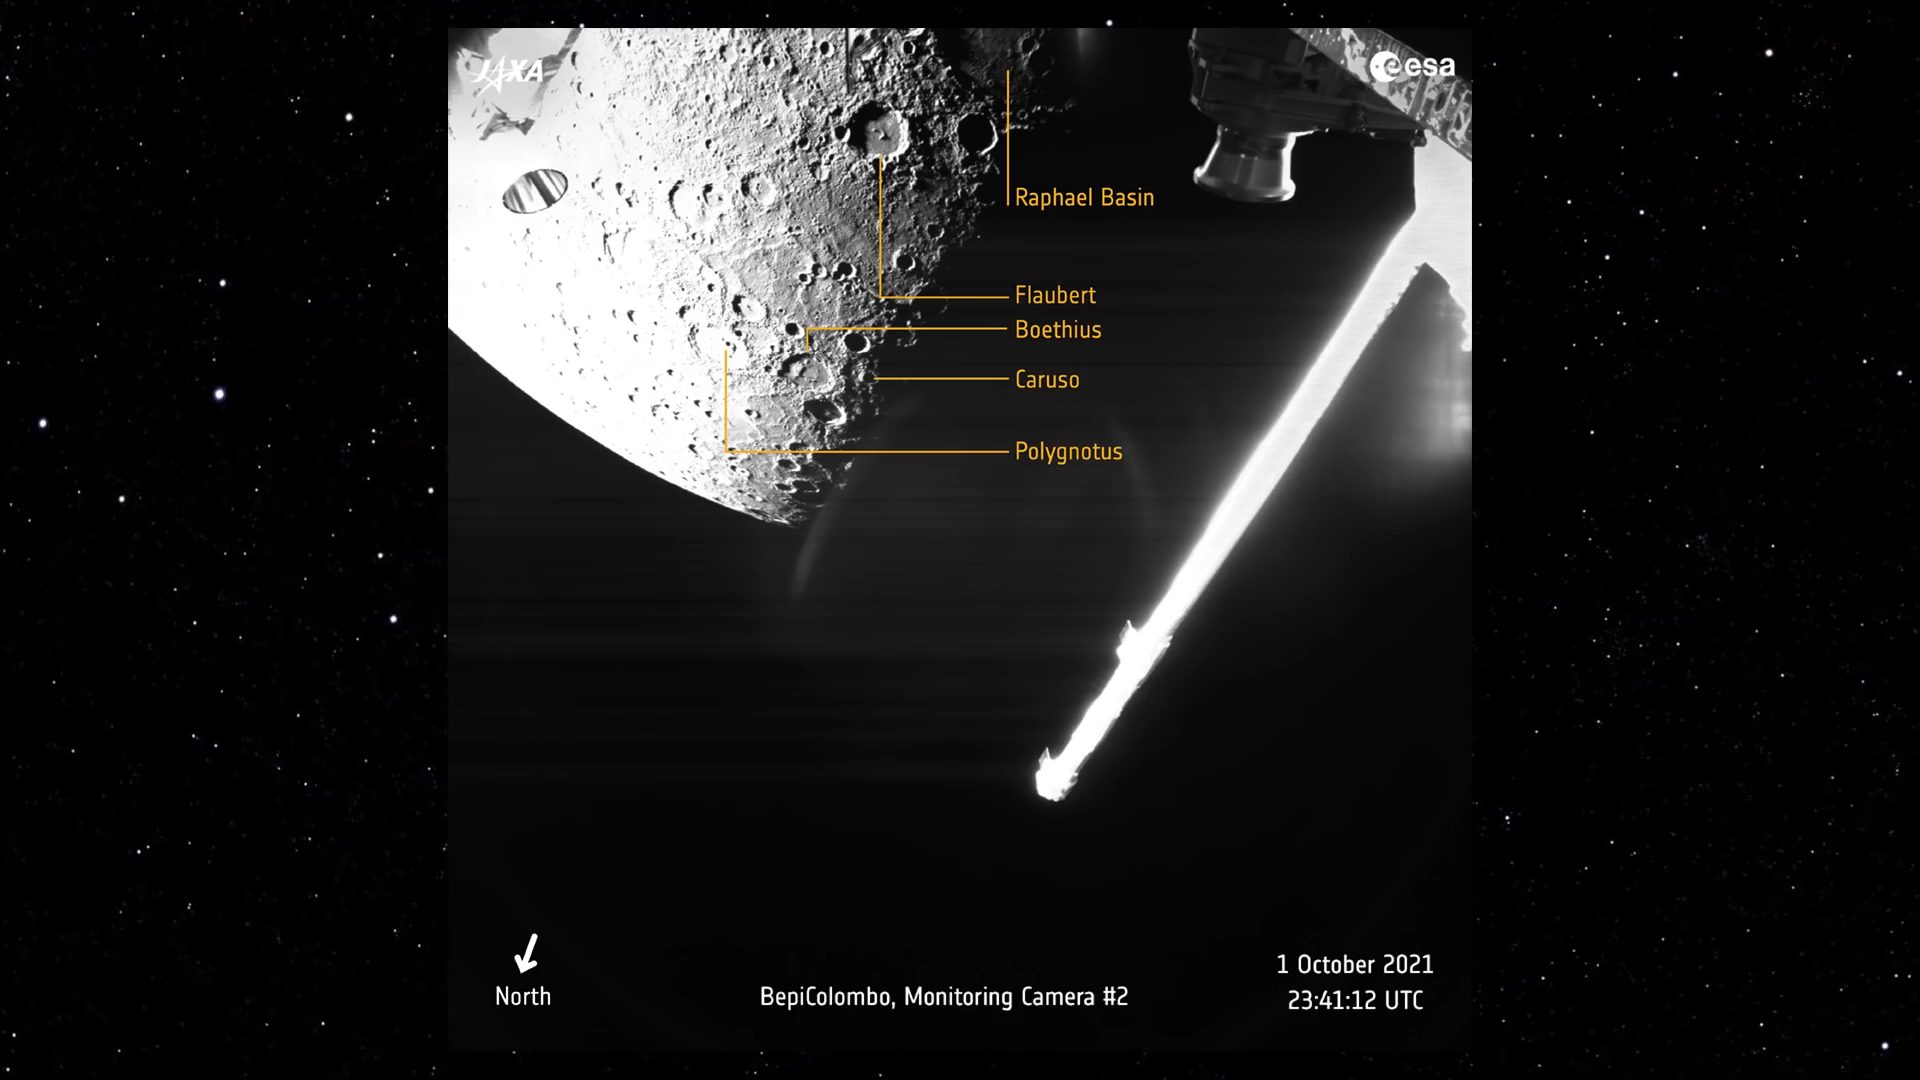 JAXA
esa
Raphael Basin
Flaubert
Boethius
Caruso
Polygnotus
North
BepiColombo, Monitoring Camera #2
1 October 2021
23:41:12 UTC